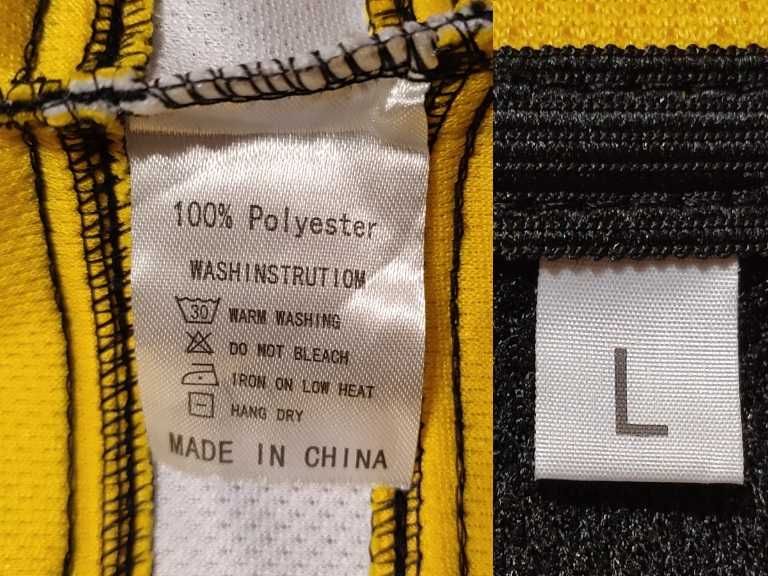 100% Polyester
WASHINSTRUTIOM
30 WARM WASHING
DO NOT BLEACH
IRON ON LOW HEAT
HANG DRY
MADE IN CHINA
L